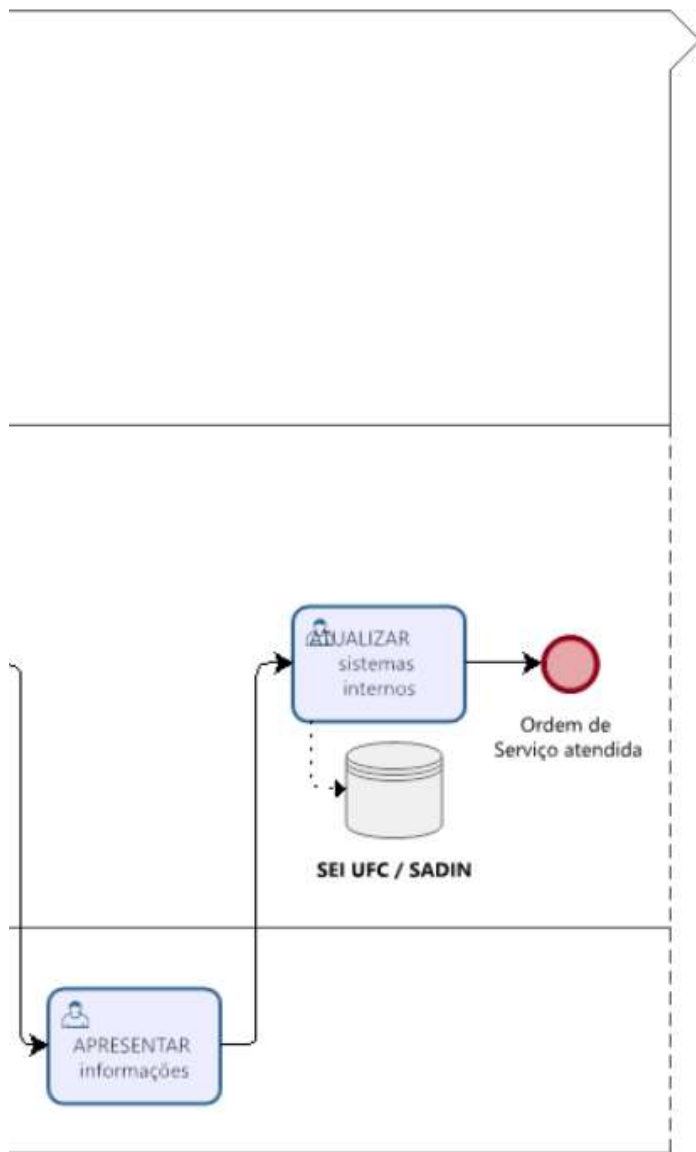 ATUALIZAR
sistemas
internos
Ordem de
Serviço atendida
SEI UFC / SADIN
APRESENTAR
informações